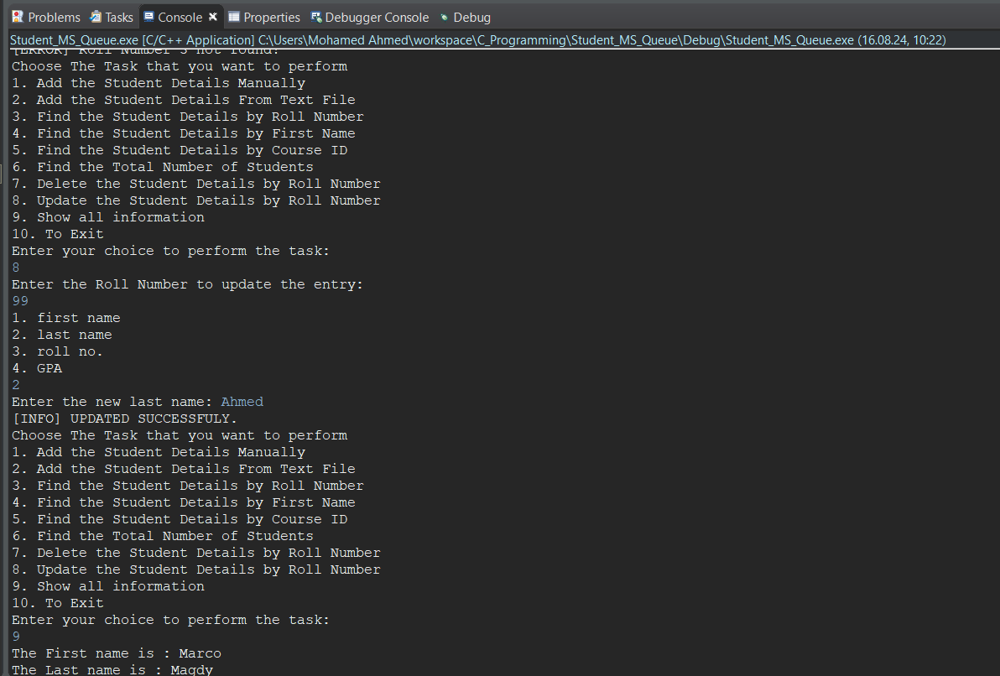 Problems Tasks Console Properties Debugger Console Debug
Student_MS_Queue.exe [C/C++ Application] C:\Users\Mohamed Ahmed\workspace\C_Programming\Student_MS_Queue\Debug\Student_MS_Queue.exe (16.08.24, 10:22)
[ERROR] Roll Number 3 not found!
Choose The Task that you want to perform
1. Add the Student Details Manually
2. Add the Student Details From Text File
3. Find the Student Details by Roll Number
4. Find the Student Details by First Name
5. Find the Student Details by Course ID
6. Find the Total Number of Students
7. Delete the Student Details by Roll Number
8. Update the Student Details by Roll Number
9. Show all information
10. To Exit
Enter your choice to perform the task:
8
Enter the Roll Number to update the entry:
99
1. first name
2. last name
3. roll no.
4. GPA
2
Enter the new last name: Ahmed
[INFO] UPDATED SUCCESSFULY.
Choose The Task that you want to perform
1. Add the Student Details Manually
2. Add the Student Details From Text File
3. Find the Student Details by Roll Number
4. Find the Student Details by First Name
5. Find the Student Details by Course ID
6. Find the Total Number of Students
7. Delete the Student Details by Roll Number
8. Update the Student Details by Roll Number
9. Show all information
10. To Exit
Enter your choice to perform the task:
9
The First name is : Marco
The Last name is : Magdy